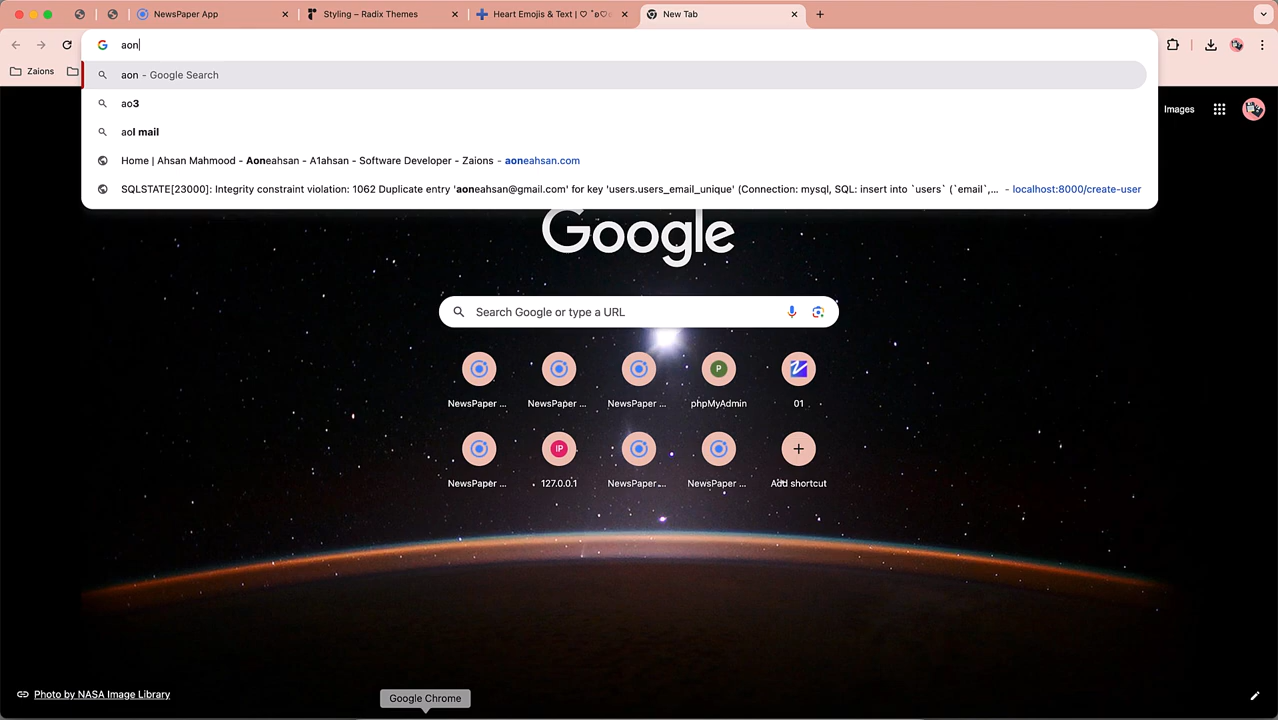 NewsPaper App
Styling – Radix Themes
Heart Emojis & Text | ♡ ˚ʚ♡ɞ
New Tab
aon
Zaions
aon - Google Search
ao3
aol mail
Home | Ahsan Mahmood - Aoneahsan - A1ahsan - Software Developer - Zaions - aoneahsan.com
SQLSTATE[23000]: Integrity constraint violation: 1062 Duplicate entry 'aoneahsan@gmail.com' for key 'users.users_email_unique' (Connection: mysql, SQL: insert into `users` (`email`,... - localhost:8000/create-user
Images
Google
Search Google or type a URL
NewsPaper ...
NewsPaper ...
NewsPaper ...
P
phpMyAdmin
01
NewsPaper ...
IP
127.0.0.1
NewsPaper...
NewsPaper ...
Add shortcut
Photo by NASA Image Library
Google Chrome